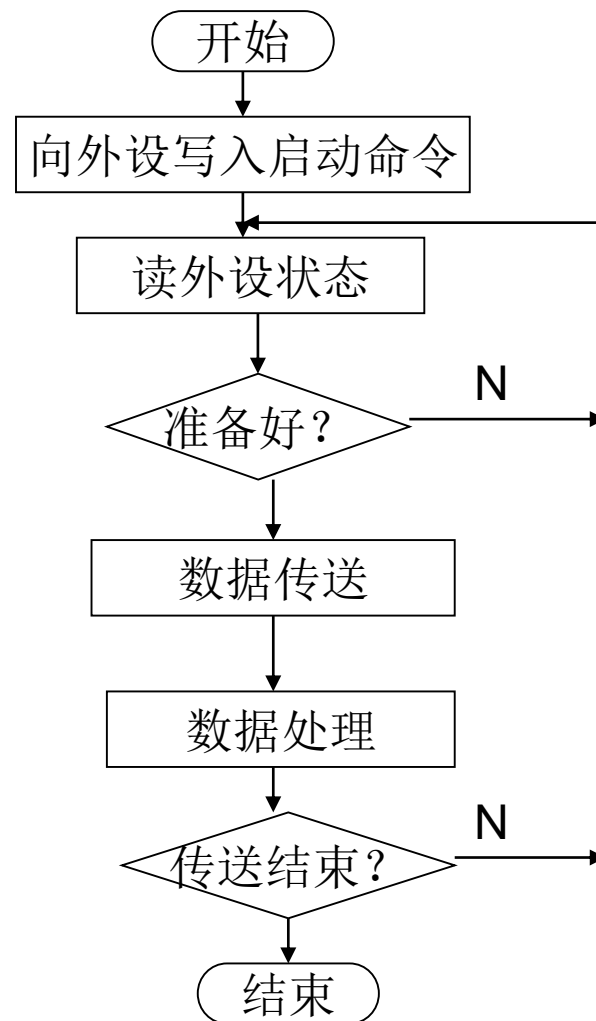 开始
向外设写入启动命令
读外设状态
准备好？
N
数据传送
数据处理
传送结束？
N
结束